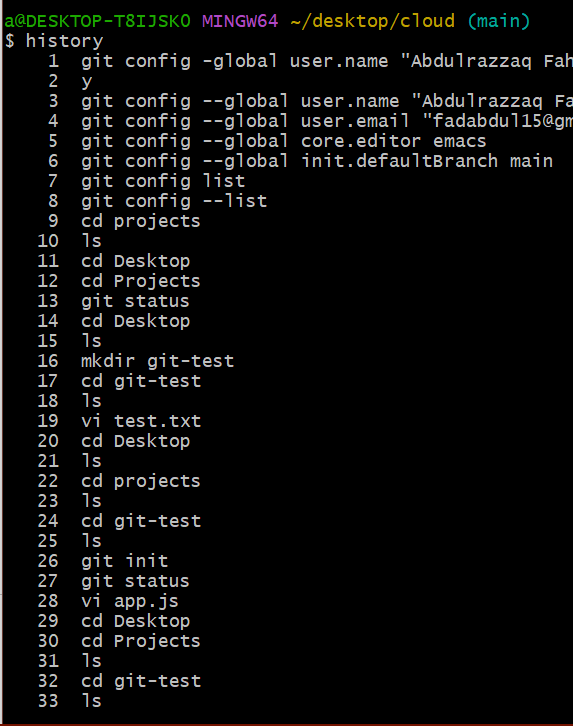 a@DESKTOP-T8IJSKO MINGW64 ~/desktop/cloud (main)
$ history
1 git config -global user.name "Abdulrazzaq Fah
2 y
3 git config --global user.name "Abdulrazzaq Fa
4 git config --global user.email "fadabdul15@gm
5 git config --global core.editor emacs
6 git config --global init.defaultBranch main
7 git config list
8 git config --list
9 cd projects
10 ls
11 cd Desktop
12 cd Projects
13 git status
14 cd Desktop
15 ls
16 mkdir git-test
17 cd git-test
18 ls
19 vi test.txt
20 cd Desktop
21 ls
22 cd projects
23 ls
24 cd git-test
25 ls
26 git init
27 git status
28 vi app.js
29 cd Desktop
30 cd Projects
31 ls
32 cd git-test
33 ls